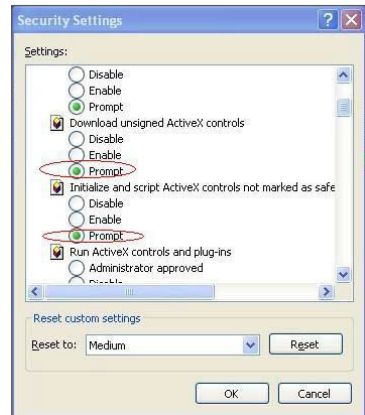 Security Settings
Settings:
Disable
Enable
Prompt
Download unsigned ActiveX controls
Disable
Enable
Prompt
Initialize and script ActiveX controls not marked as safe
Disable
Enable
Prompt
Run ActiveX controls and plug-ins
Administrator approved
Disable
Reset custom settings
Reset to: Medium Reset
OK Cancel